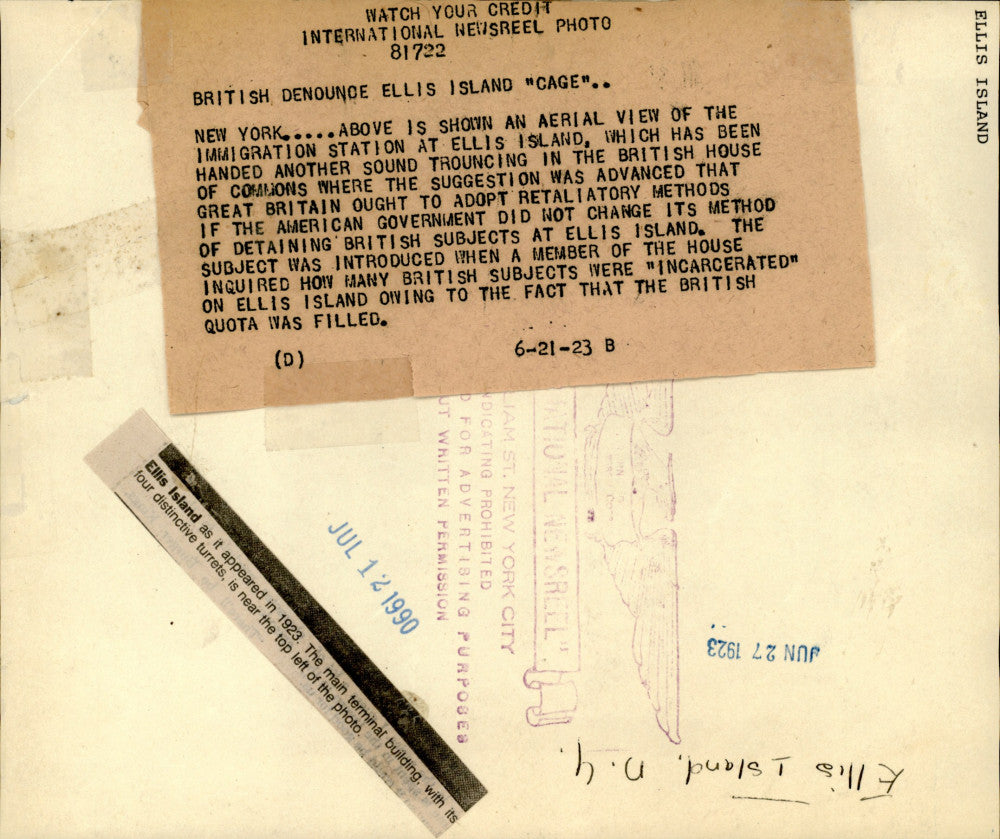 WATCH YOUR CREDIT
INTERNATIONAL NEWSREEL PHOTO
81722
BRITISH DENOUNCE ELLIS ISLAND "CAGE"..
NEW YORK.....ABOVE IS SHOWN AN AERIAL VIEW OF THE
IMMIGRATION STATION AT ELLIS ISLAND, WHICH HAS BEEN
HANDED ANOTHER SOUND TROUNCING IN THE BRITISH HOUSE
OF COMMONS WHERE THE SUGGESTION WAS ADVANCED THAT
GREAT BRITAIN OUGHT TO ADOPT RETALIATORY METHODS
IF THE AMERICAN GOVERNMENT DID NOT CHANGE ITS METHOD
OF DETAINING BRITISH SUBJECTS AT ELLIS ISLAND. THE
SUBJECT WAS INTRODUCED WHEN A MEMBER OF THE HOUSE
INQUIRED HOW MANY BRITISH SUBJECTS WERE "INCARCERATED"
ON ELLIS ISLAND OWING TO THE FACT THAT THE BRITISH
QUOTA WAS FILLED.
(D) 6-21-23 B
ELLIS ISLAND
NATIONAL NEWSREEL"
LIAM ST. NEW YORK CITY
NDICATING PROHIBITED
D FOR ADVERTISING PURPOSES
UT WRITTEN PERMISSION
Ellis Island as it appeared in 1923. The main terminal building, with its
four distinctive turrets, is near the top left of the photo.
JUL 12 1990
JUN 27 1923
Ellis Island, N.Y.